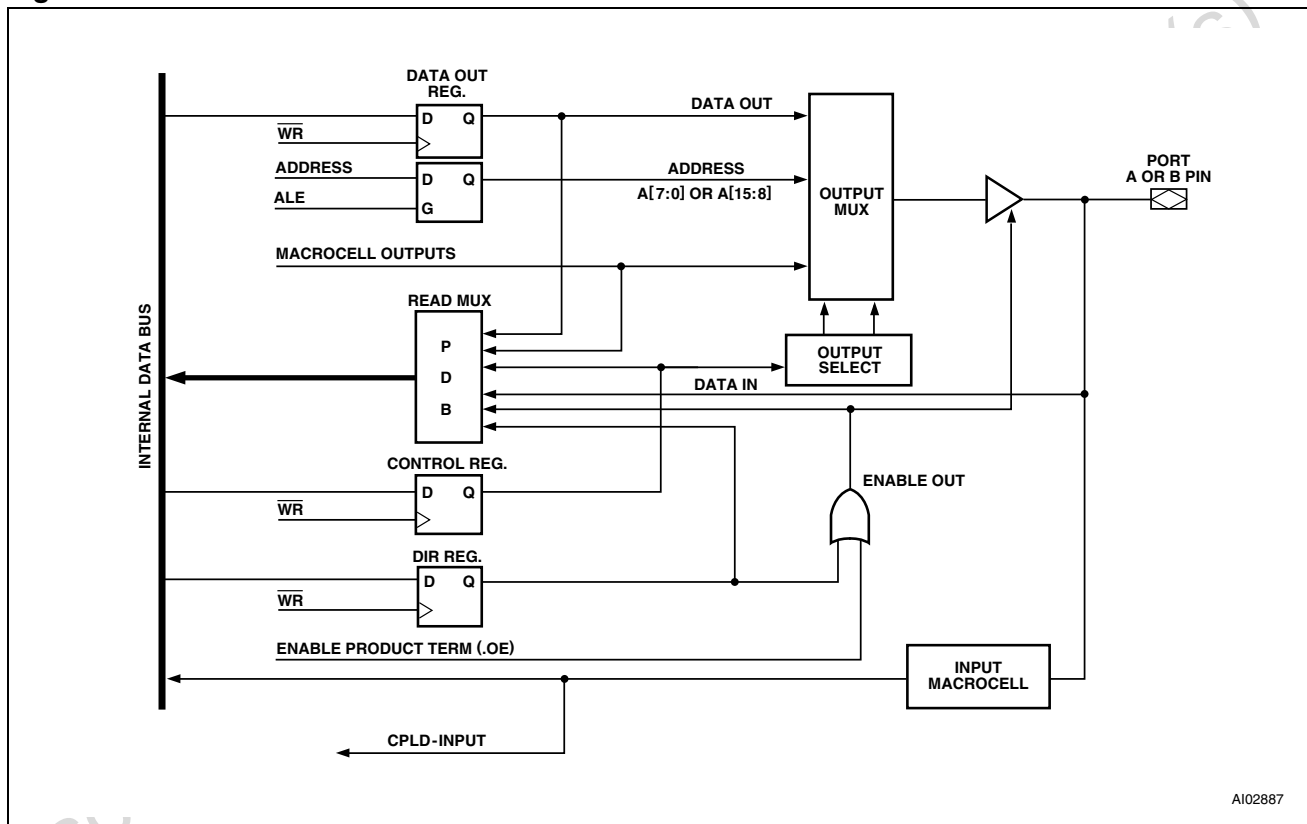 DATA OUT
REG.
D Q
WR
DATA OUT
ADDRESS
D Q
ALE
G
ADDRESS
A[7:0] OR A[15:8]
OUTPUT
MUX
PORT
A OR B PIN
MACROCELL OUTPUTS
READ MUX
P
D
B
OUTPUT
SELECT
DATA IN
INTERNAL DATA BUS
CONTROL REG.
D Q
WR
ENABLE OUT
DIR REG.
D Q
WR
ENABLE PRODUCT TERM (.OE)
INPUT
MACROCELL
CPLD-INPUT
AI02887